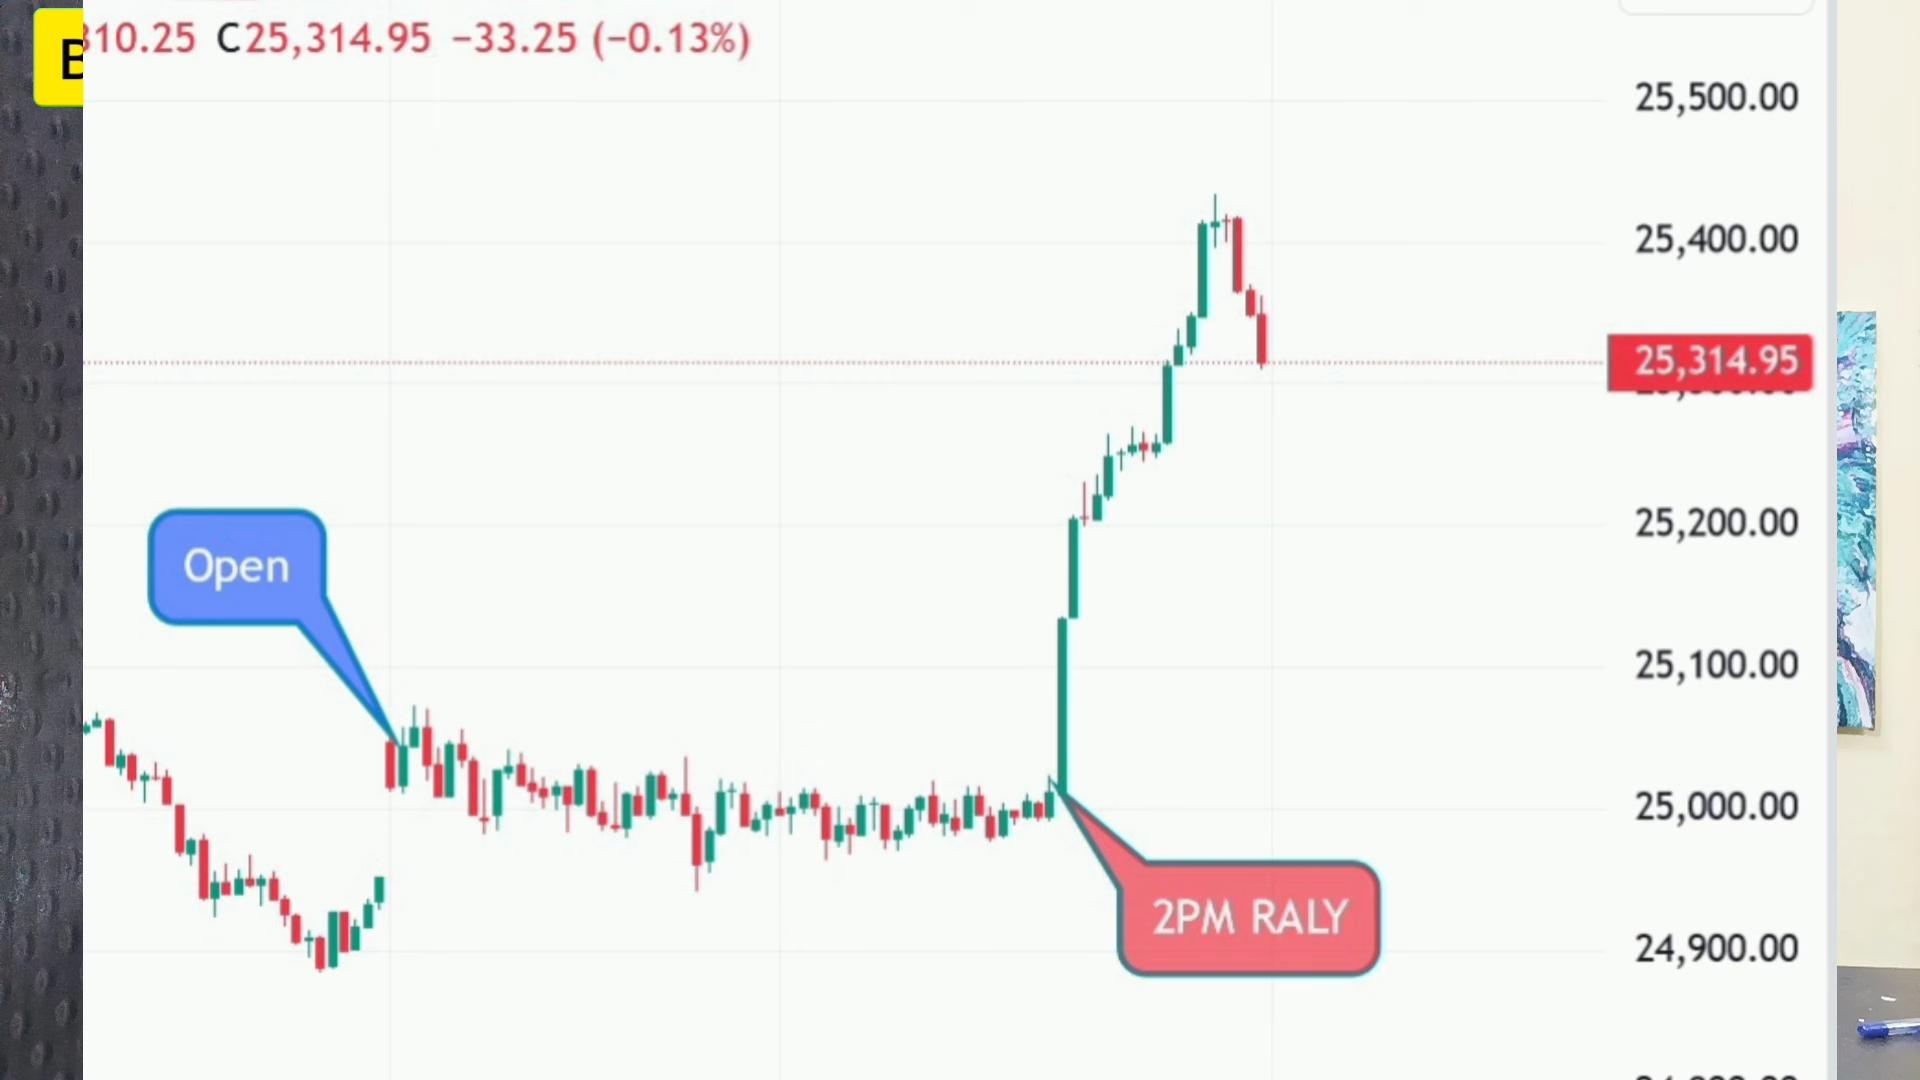 B
310.25 C25,314.95 −33.25 (−0.13%)
25,500.00
25,400.00
25,314.95
Open
25,200.00
25,100.00
25,000.00
2PM RALY
24,900.00